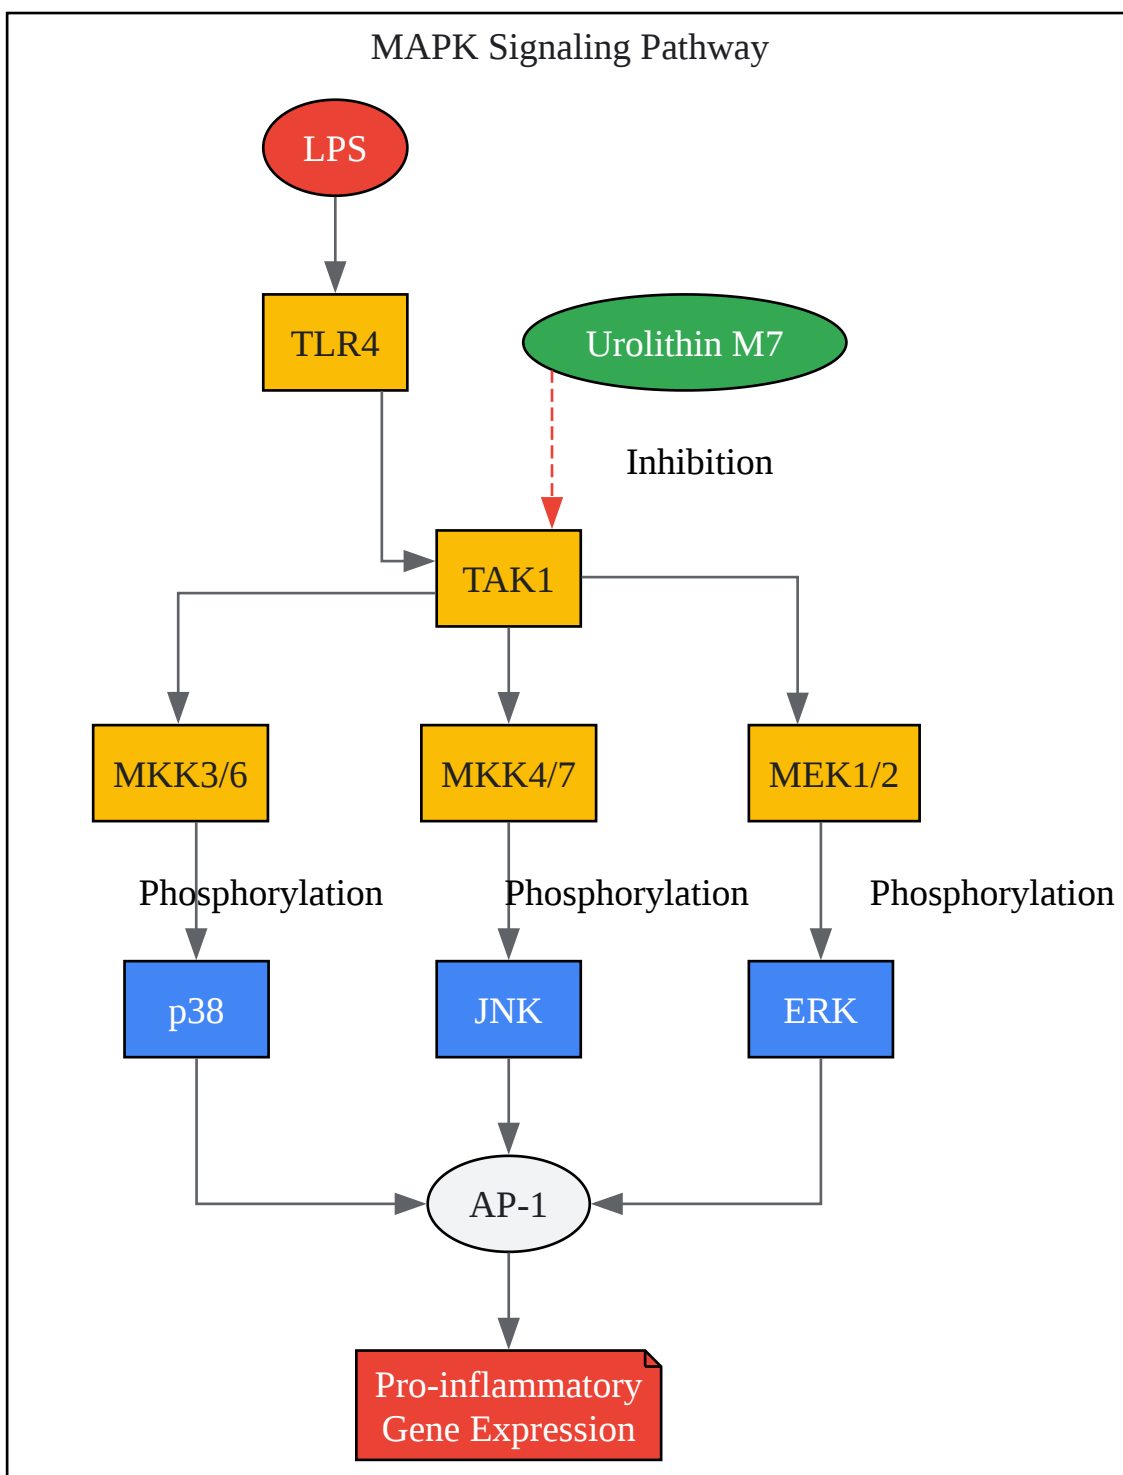 MAPK Signaling Pathway
LPS
TLR4
Urolithin M7
Inhibition
TAK1
MKK3/6
MKK4/7
MEK1/2
Phosphorylation
Phosphorylation
Phosphorylation
p38
JNK
ERK
AP-1
Pro-inflammatory
Gene Expression